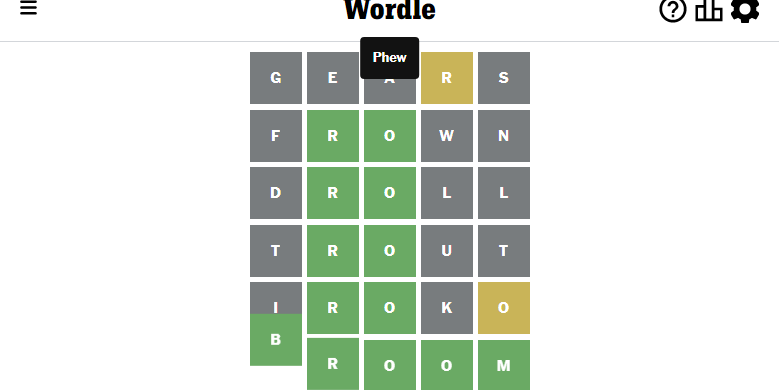 Wordle
Phew
G E A R S
F R O W N
D R O L L
T R O U T
I R O K O
B R O O M